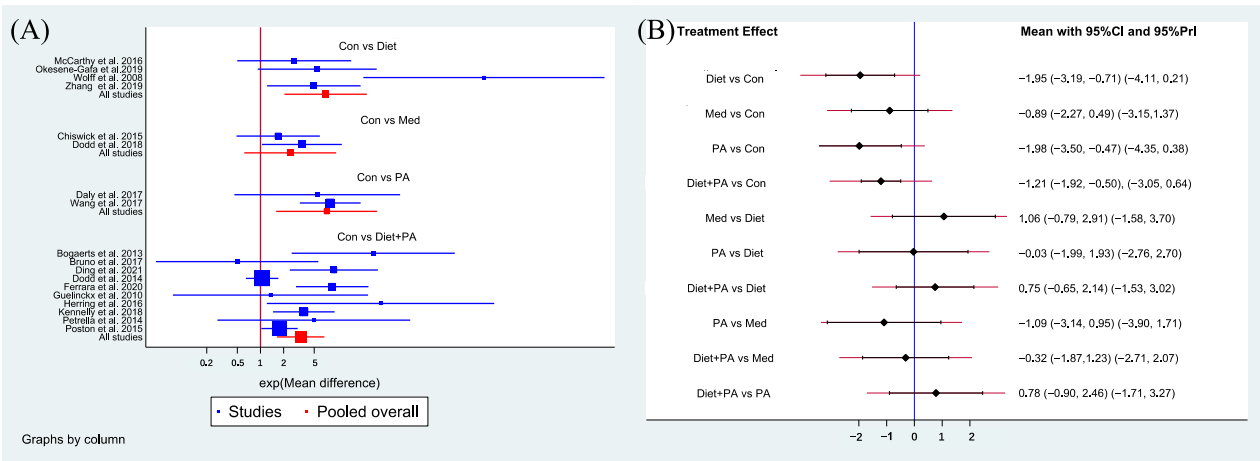 (A)
Con vs Diet
McCarthy et al. 2016
Okesene-Gafa et al.2019
Wolff et al. 2008
Zhang et al. 2019
All studies
Con vs Med
Chiswick et al. 2015
Dodd et al. 2018
All studies
Con vs PA
Daly et al. 2017
Wang et al. 2017
All studies
Con vs Diet+PA
Bogaerts et al. 2013
Bruno et al. 2017
Ding et al. 2021
Dodd et al. 2014
Ferrara et al. 2020
Guelinckx et al. 2010
Herring et al. 2016
Kennelly et al. 2018
Petrella et al. 2014
Poston et al. 2015
All studies
0.2 0.5 1 2 5
exp(Mean difference)
Studies Pooled overall
Graphs by column
(B) Treatment Effect Mean with 95%CI and 95%PrI
Diet vs Con −1.95 (−3.19, −0.71) (−4.11, 0.21)
Med vs Con −0.89 (−2.27, 0.49) (−3.15,1.37)
PA vs Con −1.98 (−3.50, −0.47) (−4.35, 0.38)
Diet+PA vs Con −1.21 (−1.92, −0.50), (−3.05, 0.64)
Med vs Diet 1.06 (−0.79, 2.91) (−1.58, 3.70)
PA vs Diet −0.03 (−1.99, 1.93) (−2.76, 2.70)
Diet+PA vs Diet 0.75 (−0.65, 2.14) (−1.53, 3.02)
PA vs Med −1.09 (−3.14, 0.95) (−3.90, 1.71)
Diet+PA vs Med −0.32 (−1.87,1.23) (−2.71, 2.07)
Diet+PA vs PA 0.78 (−0.90, 2.46) (−1.71, 3.27)
−2 −1 0 1 2